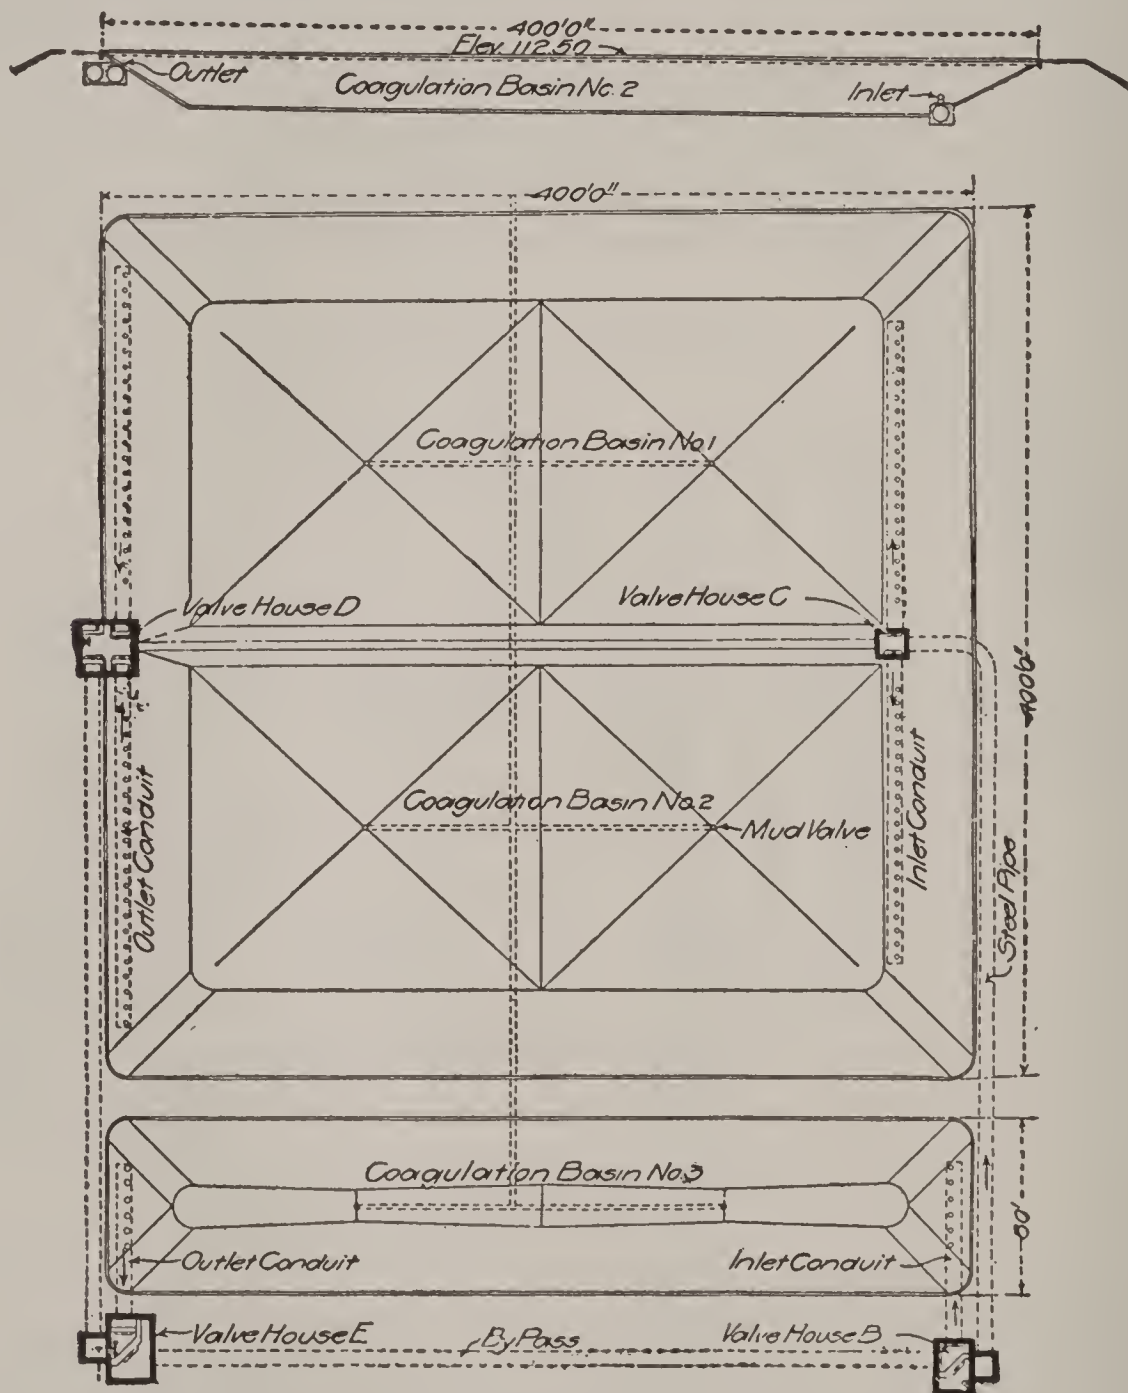 400'0"
Elev. 112.50
Outlet
Coagulation Basin No. 2
Inlet
400'0"
Coagulation Basin No.1
Valve House D
Valve House C
400'0"
Coagulation Basin No.2
Mud Valve
Outlet Conduit
Inlet Conduit
Steel Pipe
Coagulation Basin No.3
80'
Outlet Conduit
Inlet Conduit
Valve House E
By Pass
Valve House B